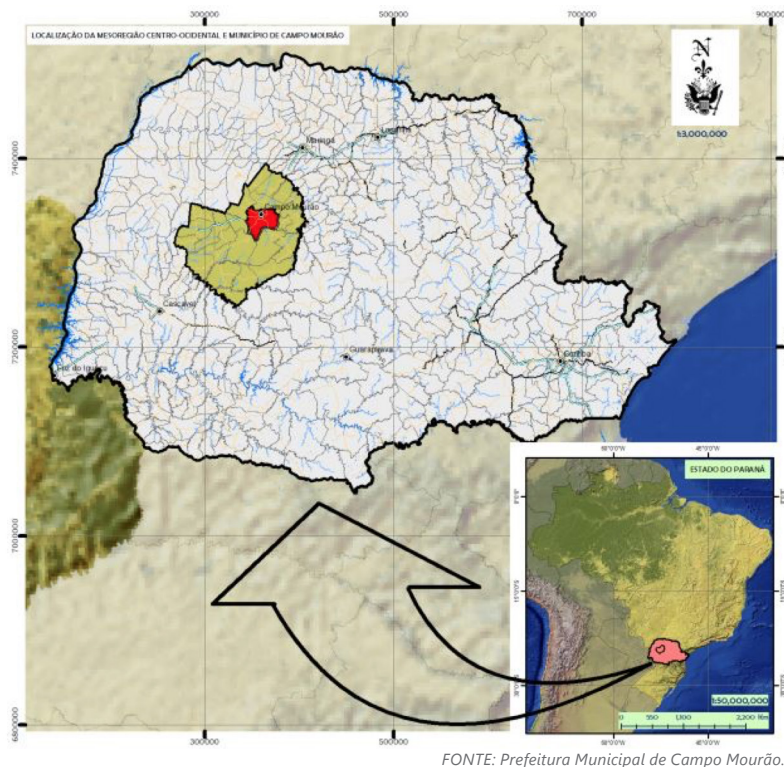 300000 500000 700000 900000
LOCALIZAÇÃO DA MESOREGIÃO CENTRO-OCIDENTAL E MUNICÍPIO DE CAMPO MOURÃO
N
1:3,000,000
7400000
Maringá
Campo Mourão
Cascavel
7200000
Guarapuava
Curitiba
Foz do Iguaçu
7000000
6800000
300000 500000
ESTADO DO PARANÁ
1:50,000,000
0 550 1,100 2,200 Km
FONTE: Prefeitura Municipal de Campo Mourão